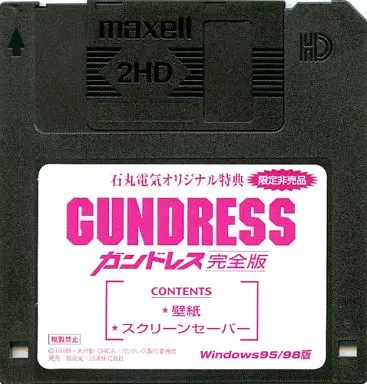 maxell
2HD
HD
石丸電気オリジナル特典 限定非売品
GUNDRESS
ガンドレス 完全版
CONTENTS
★壁紙
★スクリーンセーバー
複製禁止
Windows95/98版